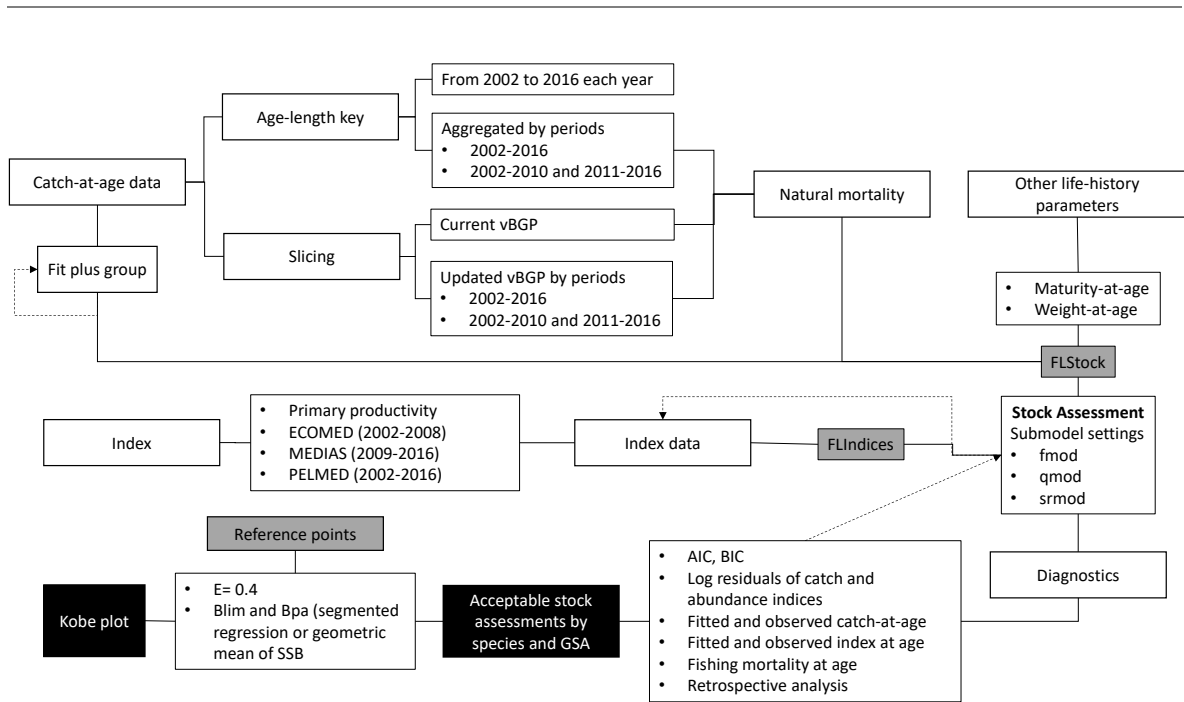 From 2002 to 2016 each year
Age-length key
Aggregated by periods
• 2002-2016
• 2002-2010 and 2011-2016
Catch-at-age data
Natural mortality
Other life-history
parameters
Current vBGP
Slicing
Fit plus group
Updated vBGP by periods
• 2002-2016
• 2002-2010 and 2011-2016
• Maturity-at-age
• Weight-at-age
FLStock
Index
• Primary productivity
• ECOMED (2002-2008)
• MEDIAS (2009-2016)
• PELMED (2002-2016)
Index data
FLIndices
Stock Assessment
Submodel settings
• fmod
• qmod
• srmod
Reference points
Kobe plot
• E= 0.4
• Blim and Bpa (segmented
regression or geometric
mean of SSB
Acceptable stock
assessments by
species and GSA
• AIC, BIC
• Log residuals of catch and
abundance indices
• Fitted and observed catch-at-age
• Fitted and observed index at age
• Fishing mortality at age
• Retrospective analysis
Diagnostics